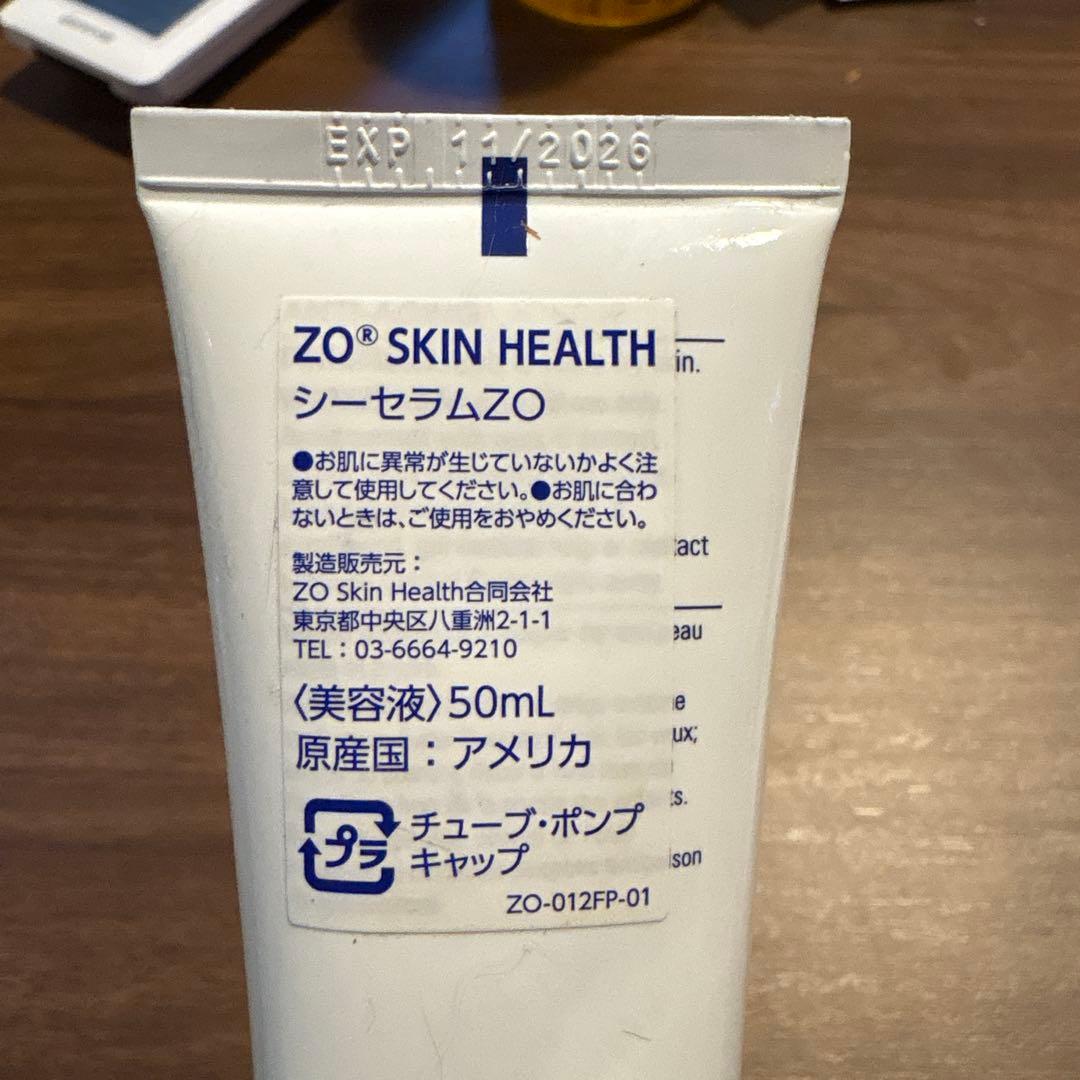 EXP 11/2026
ZO® SKIN HEALTH
シーセラムZO
●お肌に異常が生じていないかよく注
意して使用してください。●お肌に合わ
ないときは、ご使用をおやめください。
製造販売元：
ZO Skin Health合同会社
東京都中央区八重洲2-1-1
TEL：03-6664-9210
〈美容液〉50mL
原産国：アメリカ
プラ
チューブ・ポンプ
キャップ
ZO-012FP-01
in.
tact
eau
e
ux;
ts.
son